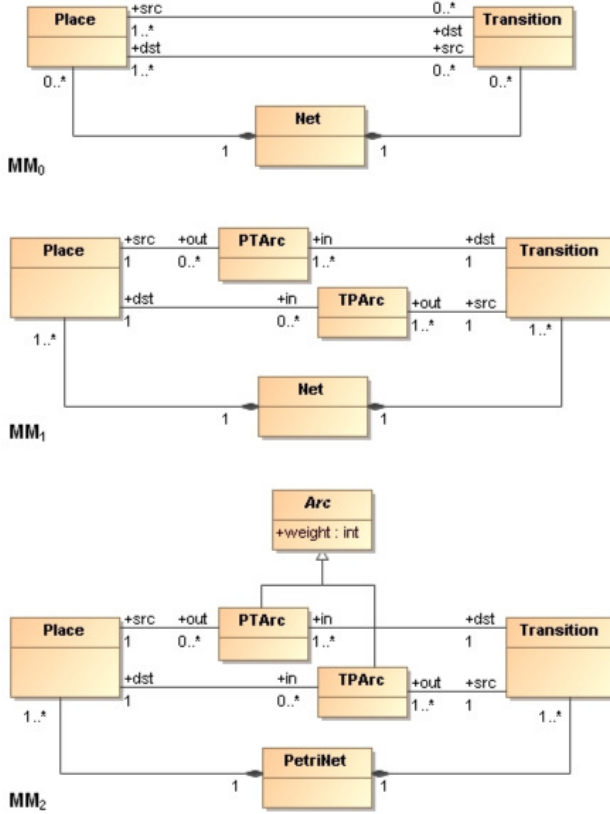 +src 0..*
Place Transition
1..* +dst
+dst +src
1..* 0..*
0..* 0..*
Net
1 1
MM₀
+src +out PTArc +in +dst
Place Transition
1 0..* 1..* 1
+dst +in TPArc +out +src
1 0..* 1..* 1
1..* 1..*
Net
1 1
MM₁
Arc
+weight : int
+src +out PTArc +in +dst
Place Transition
1 0..* 1..* 1
+dst +in TPArc +out +src
1 0..* 1..* 1
1..* 1..*
PetriNet
1 1
MM₂